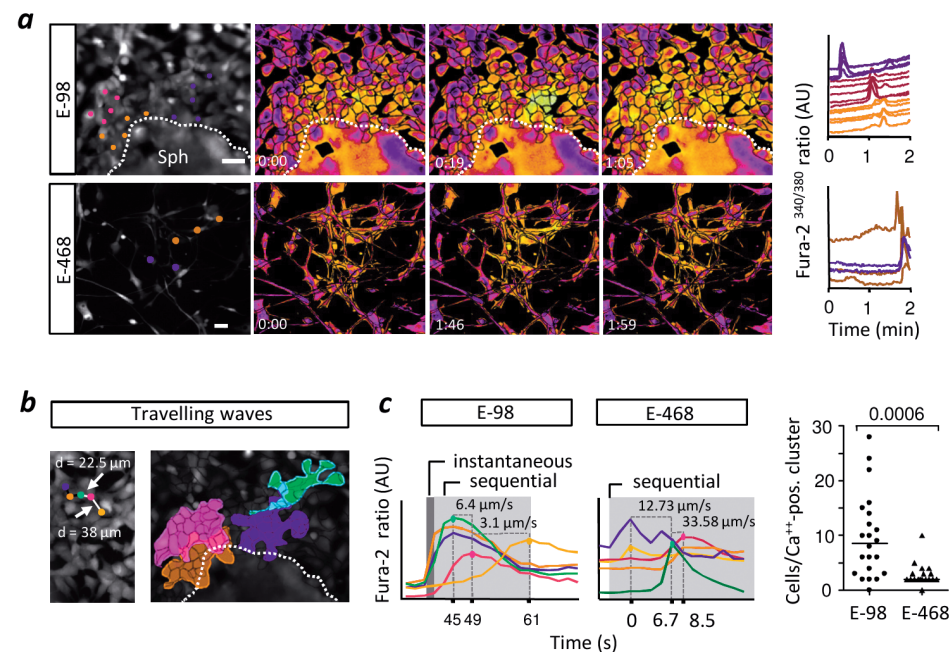 a
E-98
Sph
0:00
0:19
1:05
E-468
0:00
1:46
1:59
Fura-2 340/380 ratio (AU)
0
1
2
0
1
2
Time (min)
b
Travelling waves
d = 22.5 µm
d = 38 µm
c
E-98
E-468
instantaneous
sequential
6.4 µm/s
3.1 µm/s
sequential
12.73 µm/s
33.58 µm/s
Fura-2 ratio (AU)
45
49
61
0
6.7
8.5
Time (s)
0.0006
Cells/Ca++-pos. cluster
30
20
10
0
E-98
E-468